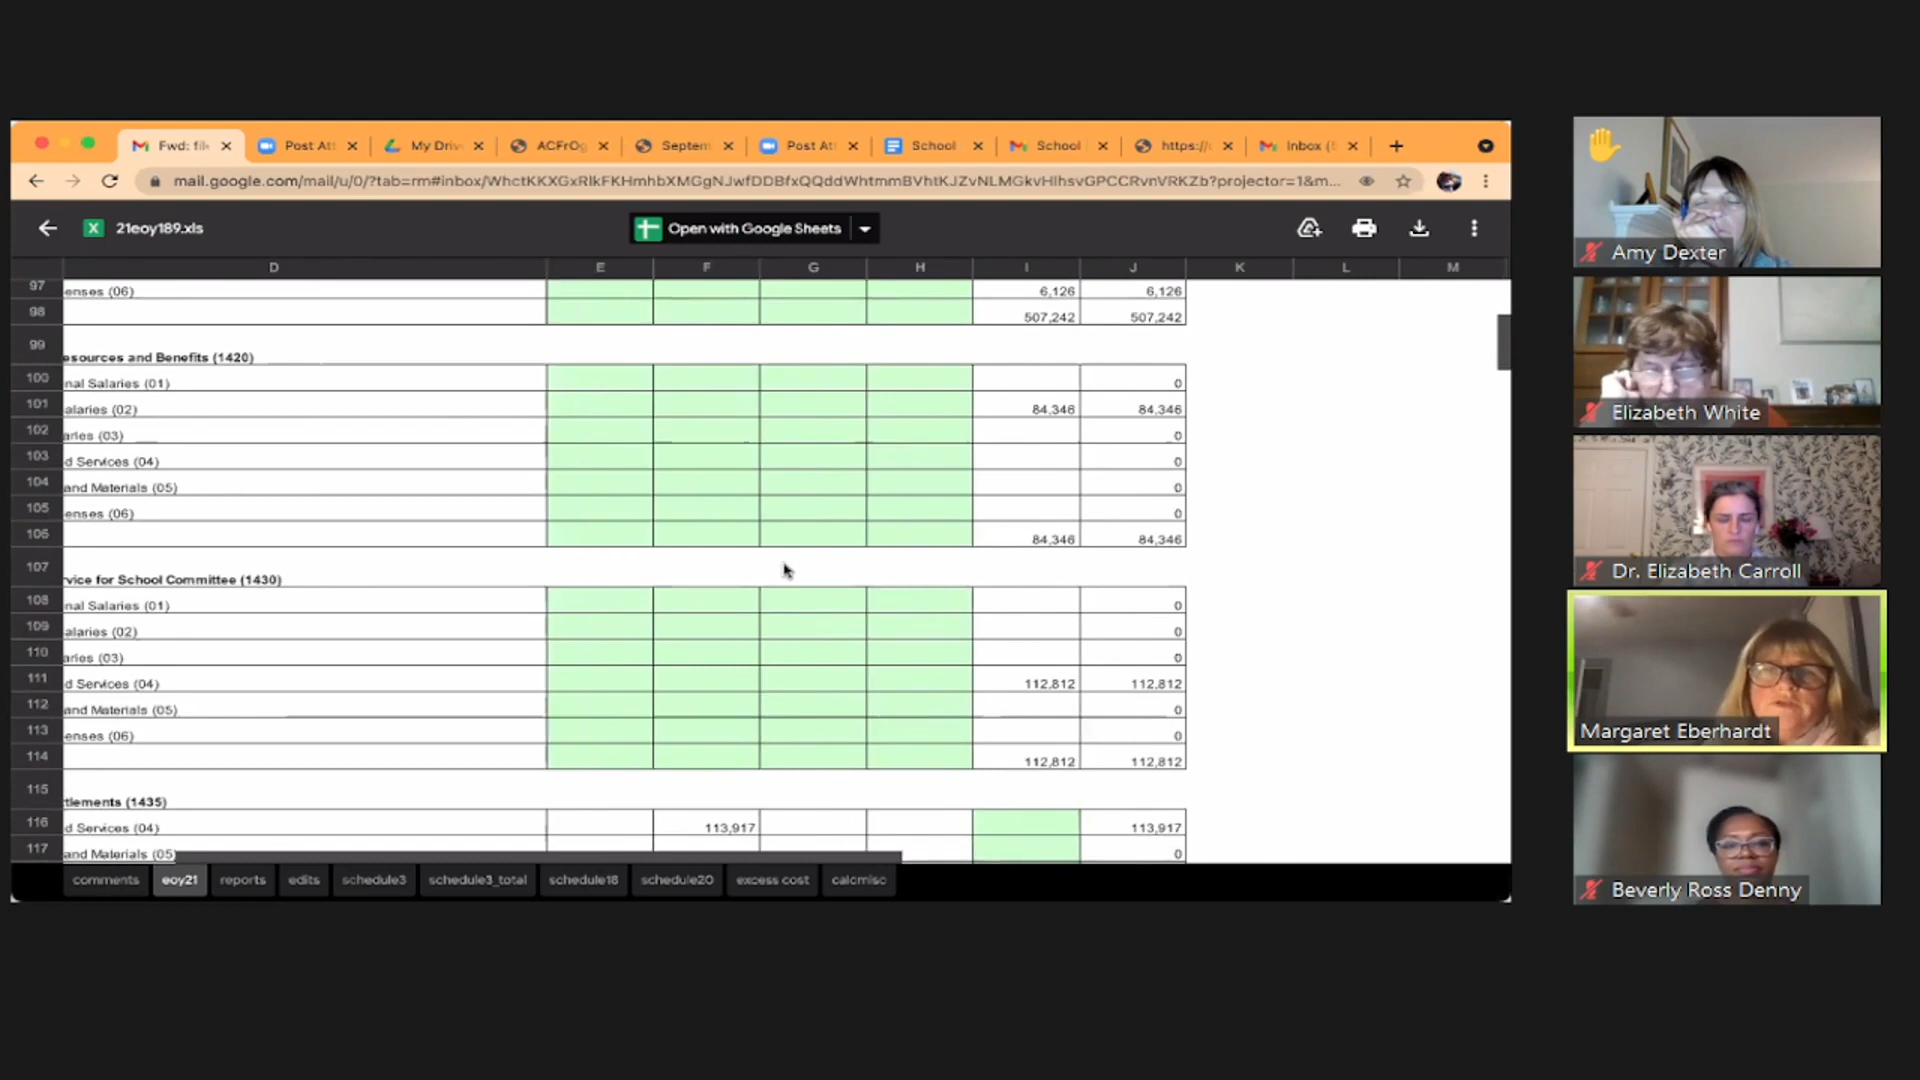 Fwd: fil
Post Att
My Driv
ACFrOg
Septem
Post Att
School
School
https://
Inbox (
mail.google.com/mail/u/0/?tab=rm#inbox/WhctKKXGxRlkFKHmhbXMGgNJwfDDBfxQQddWhtmmBVhtKJZvNLMGkvHlhsvGPCCRvnVRKZb?projector=1&m...
X 21eoy189.xls
Open with Google Sheets
D E F G H I J K L M
97 enses (06) 6,126 6,126
98 507,242 507,242
99 esources and Benefits (1420)
100 nal Salaries (01) 0
101 alaries (02) 84,346 84,346
102 aries (03) 0
103 d Services (04) 0
104 and Materials (05) 0
105 enses (06) 0
106 84,346 84,346
107 rvice for School Committee (1430)
108 nal Salaries (01) 0
109 alaries (02) 0
110 aries (03) 0
111 d Services (04) 112,812 112,812
112 and Materials (05) 0
113 enses (06) 0
114 112,812 112,812
115 tlements (1435)
116 d Services (04) 113,917 113,917
117 and Materials (05) 0
comments eoy21 reports edits schedule3 schedule3_total schedule18 schedule20 excess cost calcmisc
Amy Dexter
Elizabeth White
Dr. Elizabeth Carroll
Margaret Eberhardt
Beverly Ross Denny